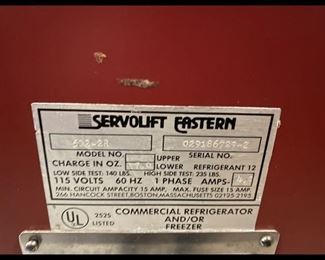 SERVOLIFT EASTERN
MODEL NO. SERIAL NO.
CHARGE IN OZ. UPPER
LOWER REFRIGERANT 12
LOW SIDE TEST: 140 LBS. HIGH SIDE TEST: 235 LBS.
115 VOLTS 60 HZ 1 PHASE AMPS
MIN. CIRCUIT AMPACITY 15 AMP. MAX. FUSE SIZE 15 AMP.
266 HANCOCK STREET, BOSTON, MASSACHUSETTS 02125-2195
UL 2525 LISTED
COMMERCIAL REFRIGERATOR
AND/OR
FREEZER